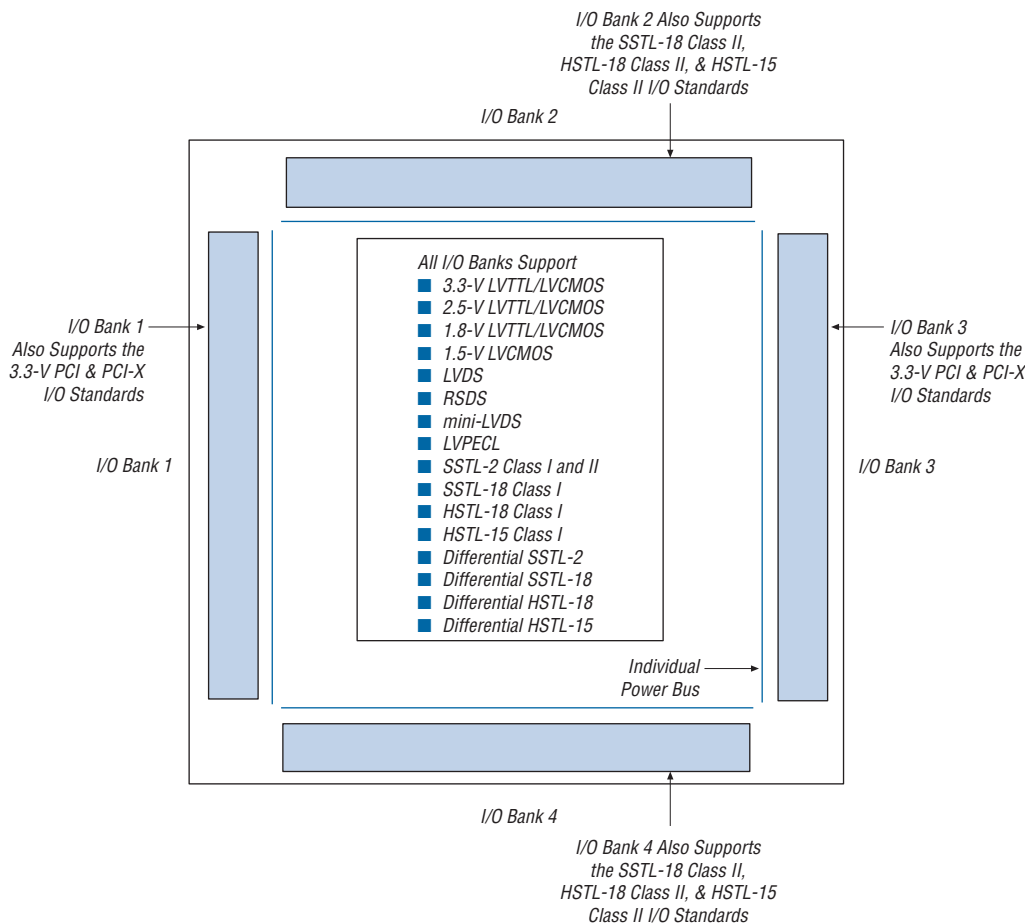 I/O Bank 2 Also Supports
the SSTL-18 Class II,
HSTL-18 Class II, & HSTL-15
Class II I/O Standards
I/O Bank 2
All I/O Banks Support
3.3-V LVTTL/LVCMOS
2.5-V LVTTL/LVCMOS
1.8-V LVTTL/LVCMOS
1.5-V LVCMOS
LVDS
RSDS
mini-LVDS
LVPECL
SSTL-2 Class I and II
SSTL-18 Class I
HSTL-18 Class I
HSTL-15 Class I
Differential SSTL-2
Differential SSTL-18
Differential HSTL-18
Differential HSTL-15
I/O Bank 1
Also Supports the
3.3-V PCI & PCI-X
I/O Standards
I/O Bank 1
I/O Bank 3
Also Supports the
3.3-V PCI & PCI-X
I/O Standards
I/O Bank 3
Individual
Power Bus
I/O Bank 4
I/O Bank 4 Also Supports
the SSTL-18 Class II,
HSTL-18 Class II, & HSTL-15
Class II I/O Standards